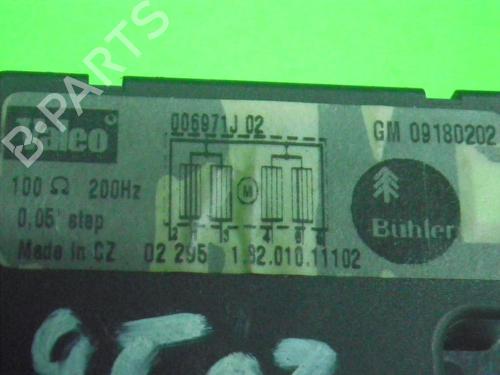 B-PARTS
Valeo
006971J 02
GM 09180202
100 Ω 200Hz
M
0,05° step
Bühler
Made in CZ 02 295 1.62.010.11102